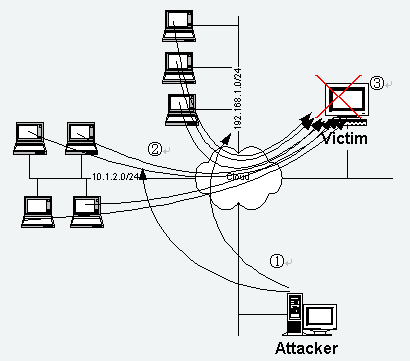 192.168.1.0/24
③
Victim
②
10.1.2.0/24
Cloud
①
Attacker